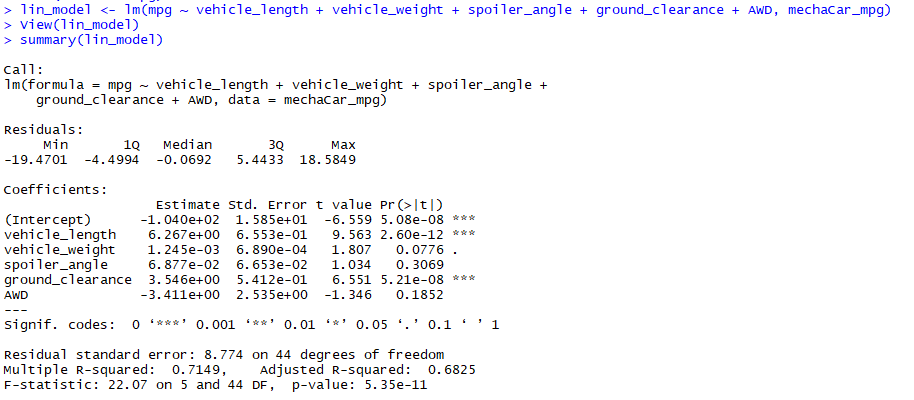 > lin_model <- lm(mpg ~ vehicle_length + vehicle_weight + spoiler_angle + ground_clearance + AWD, mechaCar_mpg)
> View(lin_model)
> summary(lin_model)

Call:
lm(formula = mpg ~ vehicle_length + vehicle_weight + spoiler_angle +
    ground_clearance + AWD, data = mechaCar_mpg)

Residuals:
     Min       1Q   Median       3Q      Max
-19.4701  -4.4994  -0.0692   5.4433  18.5849

Coefficients:
                   Estimate Std. Error t value Pr(>|t|)
(Intercept)      -1.040e+02  1.585e+01  -6.559 5.08e-08 ***
vehicle_length    6.267e+00  6.553e-01   9.563 2.60e-12 ***
vehicle_weight    1.245e-03  6.890e-04   1.807   0.0776 .
spoiler_angle     6.877e-02  6.653e-02   1.034   0.3069
ground_clearance  3.546e+00  5.412e-01   6.551 5.21e-08 ***
AWD              -3.411e+00  2.535e+00  -1.346   0.1852
---
Signif. codes:  0 ‘***’ 0.001 ‘**’ 0.01 ‘*’ 0.05 ‘.’ 0.1 ‘ ’ 1

Residual standard error: 8.774 on 44 degrees of freedom
Multiple R-squared:  0.7149,    Adjusted R-squared:  0.6825
F-statistic: 22.07 on 5 and 44 DF,  p-value: 5.35e-11